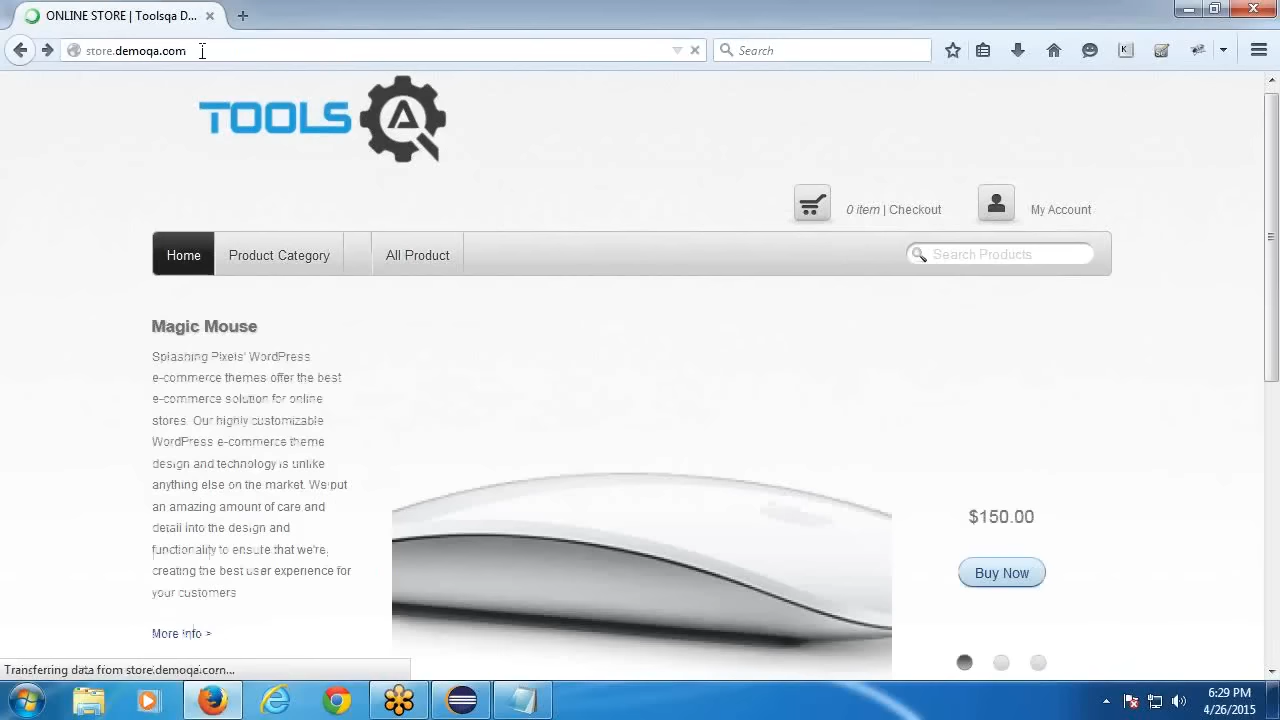 ONLINE STORE | Toolsqa D...
store.demoqa.com
Search
TOOLS QA
0 item | Checkout
My Account
Home
Product Category
All Product
Search Products
Magic Mouse
Splashing Pixels' WordPress
e-commerce themes offer the best
e-commerce solution for online
stores. Our highly customizable
WordPress e-commerce theme
design and technology is unlike
anything else on the market. We put
an amazing amount of care and
detail into the design and
functionality to ensure that we're,
creating the best user experience for
your customers
More Info >
$150.00
Buy Now
Transferring data from store.demoqa.com...
6:29 PM
4/26/2015